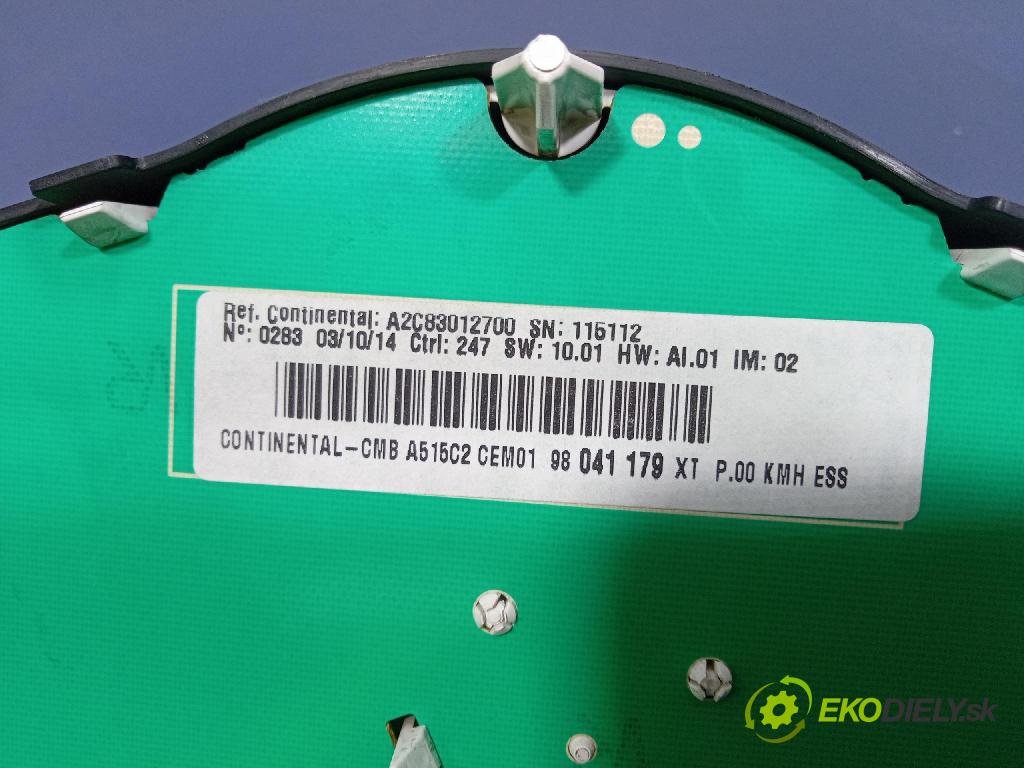 Ref. Continental: A2C83012700 SN: 115112
Nº: 0283 03/10/14 Ctrl: 247 SW: 10.01 HW: AI.01 IM: 02
CONTINENTAL-CMB A515C2 CEM01 98 041 179 XT P.00 KMH ESS
EKODIELY.sk